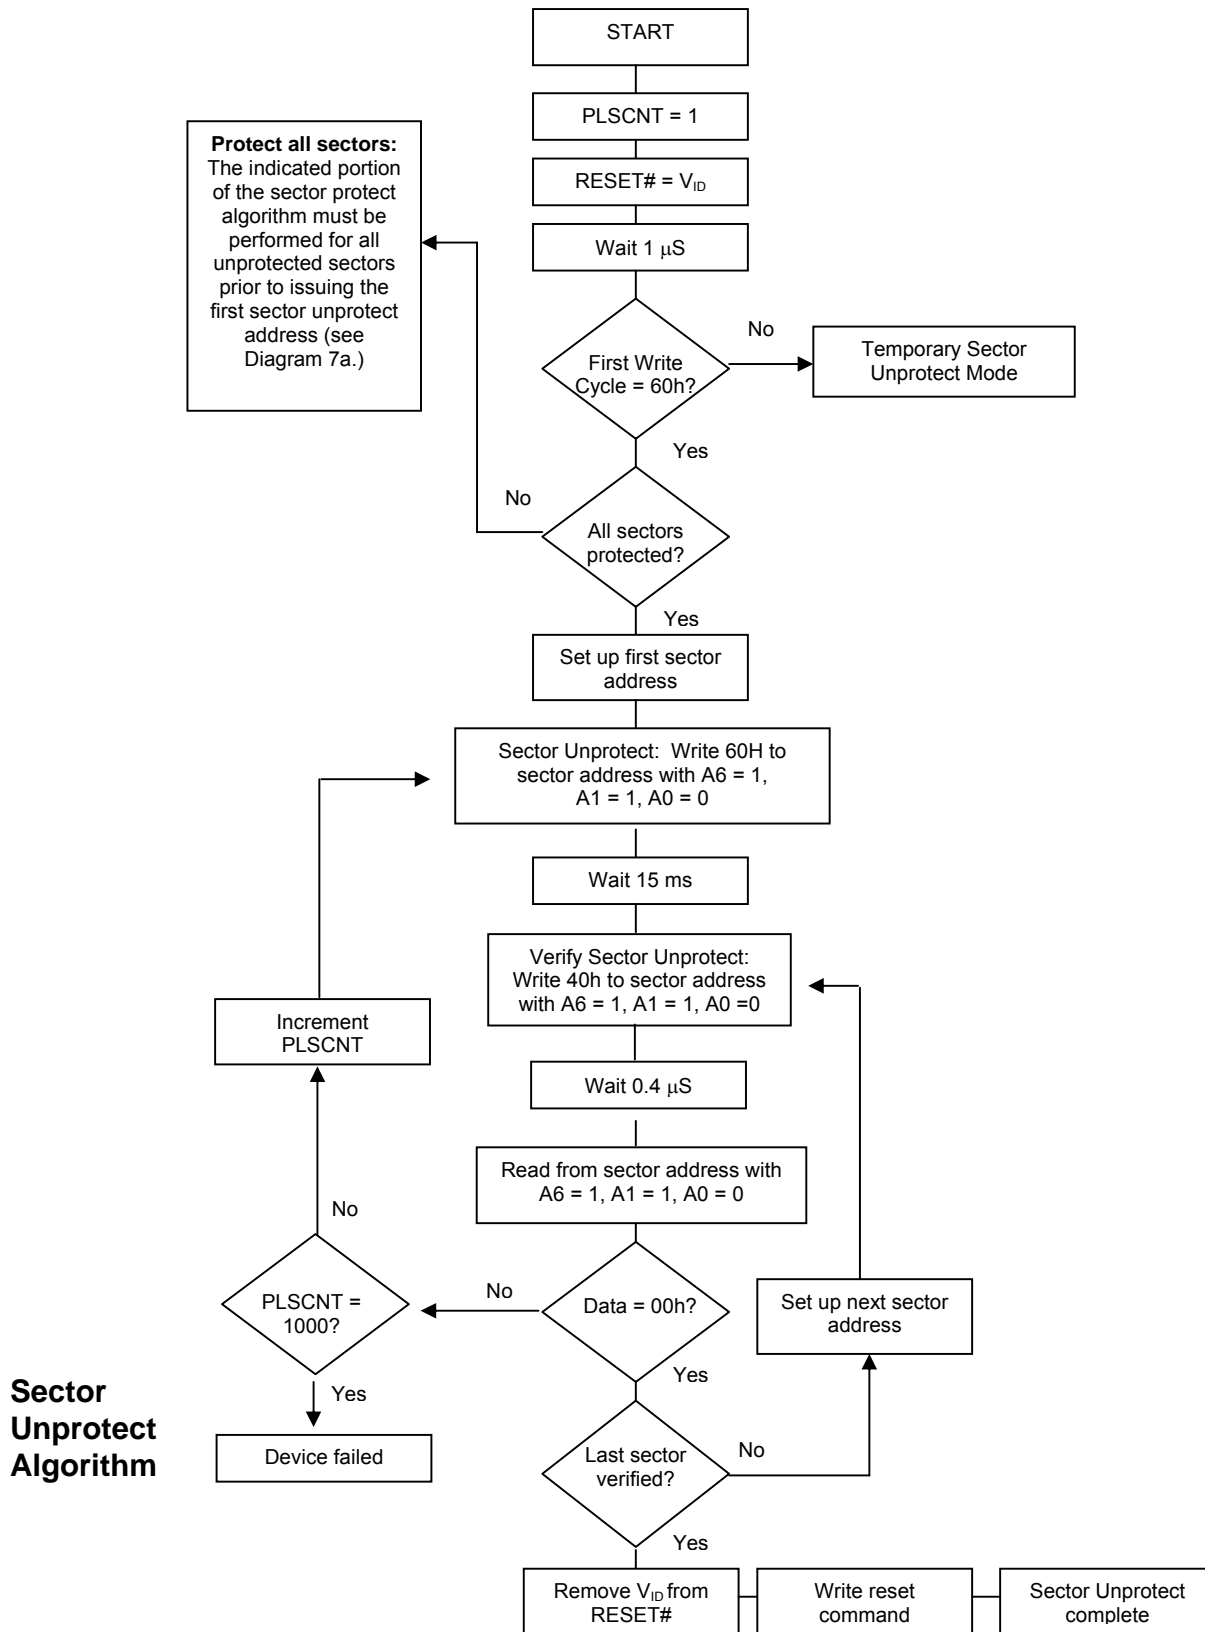 START
PLSCNT = 1
RESET# = VID
Wait 1 μS
Protect all sectors:
The indicated portion
of the sector protect
algorithm must be
performed for all
unprotected sectors
prior to issuing the
first sector unprotect
address (see
Diagram 7a.)
First Write
Cycle = 60h?
No
Temporary Sector
Unprotect Mode
Yes
No
All sectors
protected?
Yes
Set up first sector
address
Sector Unprotect: Write 60H to
sector address with A6 = 1,
A1 = 1, A0 = 0
Wait 15 ms
Verify Sector Unprotect:
Write 40h to sector address
with A6 = 1, A1 = 1, A0 =0
Increment
PLSCNT
Wait 0.4 μS
Read from sector address with
A6 = 1, A1 = 1, A0 = 0
No
PLSCNT =
1000?
No
Data = 00h?
Set up next sector
address
Yes
Yes
Device failed
Sector
Unprotect
Algorithm
Last sector
verified?
No
Yes
Remove VID from
RESET#
Write reset
command
Sector Unprotect
complete